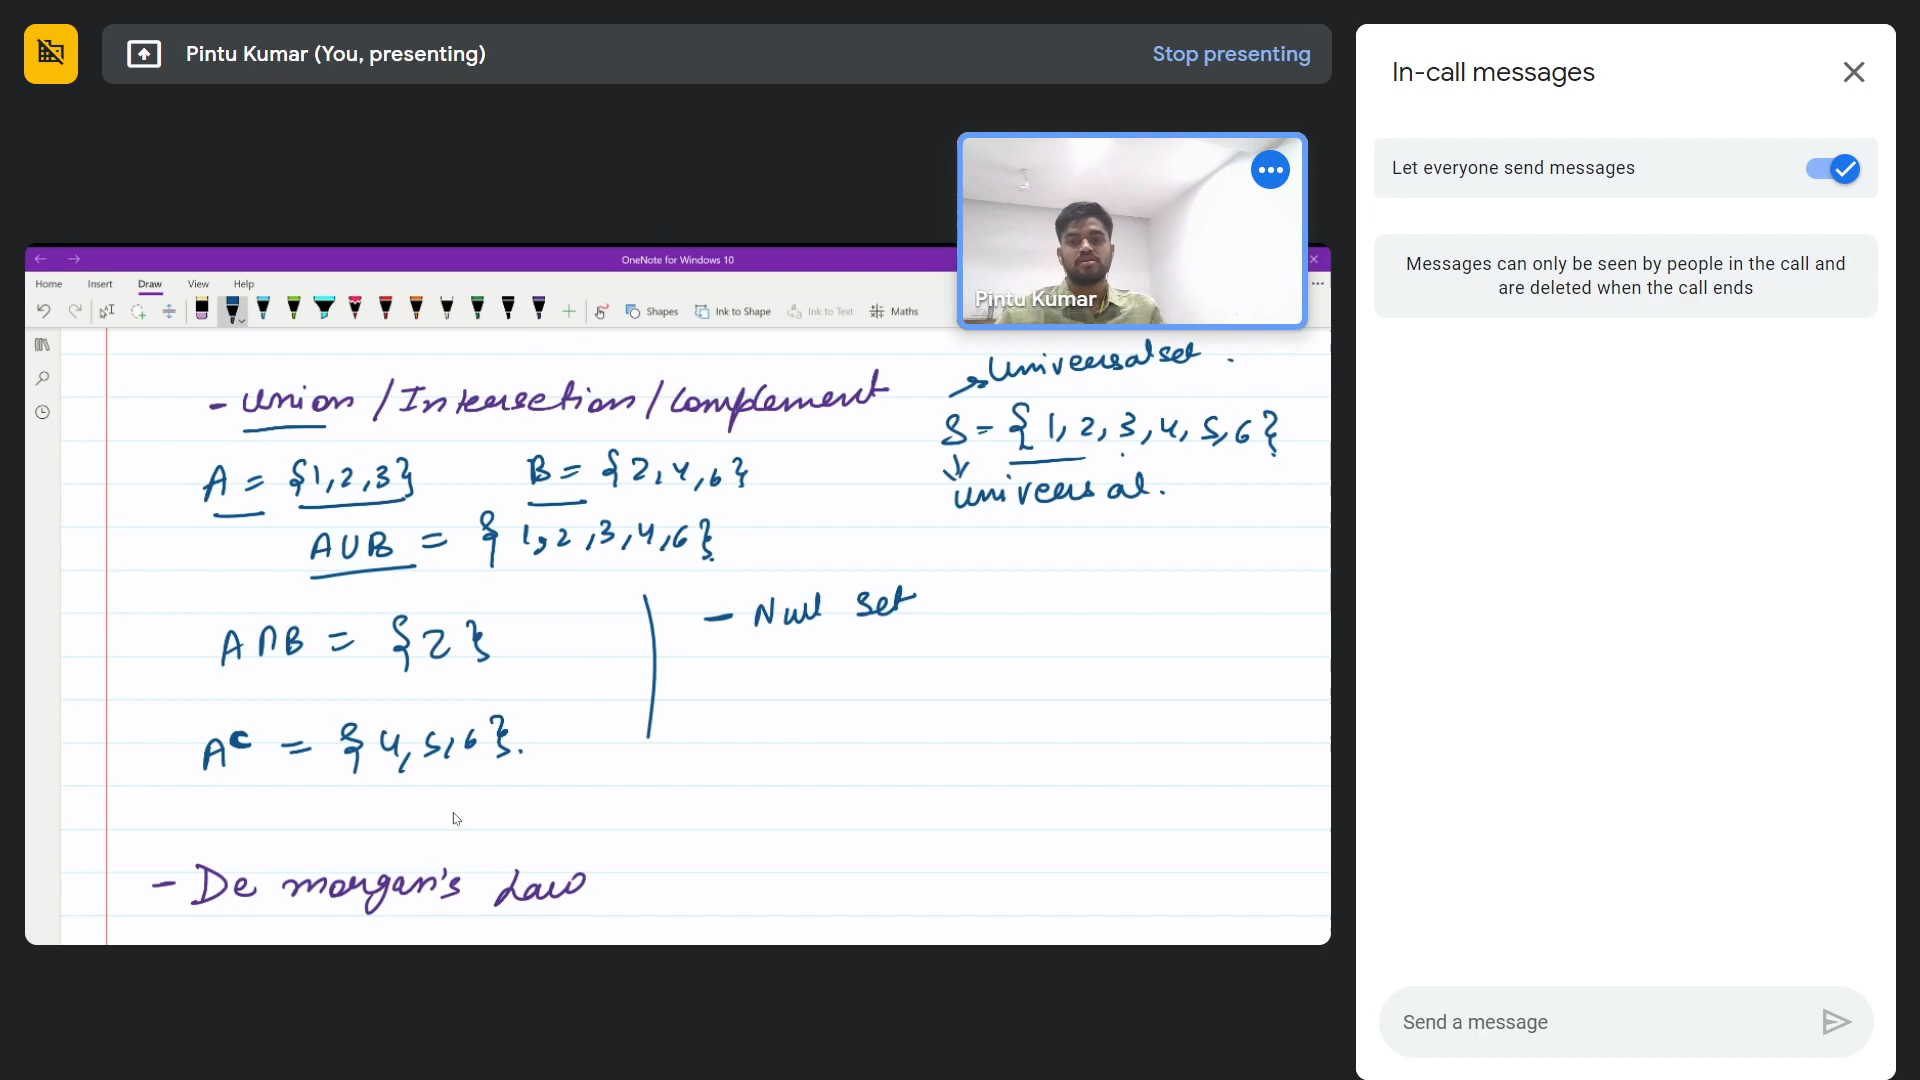 Pintu Kumar (You, presenting)
Stop presenting
In-call messages
Let everyone send messages
Messages can only be seen by people in the call and
are deleted when the call ends
Pintu Kumar
OneNote for Windows 10
Home Insert Draw View Help
Shapes Ink to Shape Ink to Text Maths
- Union / Intersection / Complement
→ Universal set .
S = { 1, 2, 3, 4, 5, 6 }
↓
universal.
A = {1, 2, 3} B = {2, 4, 6}
A∪B = { 1, 2, 3, 4, 6 }
A∩B = {2}
- Null set
Aᶜ = {4, 5, 6}.
- De morgan's Law
Send a message